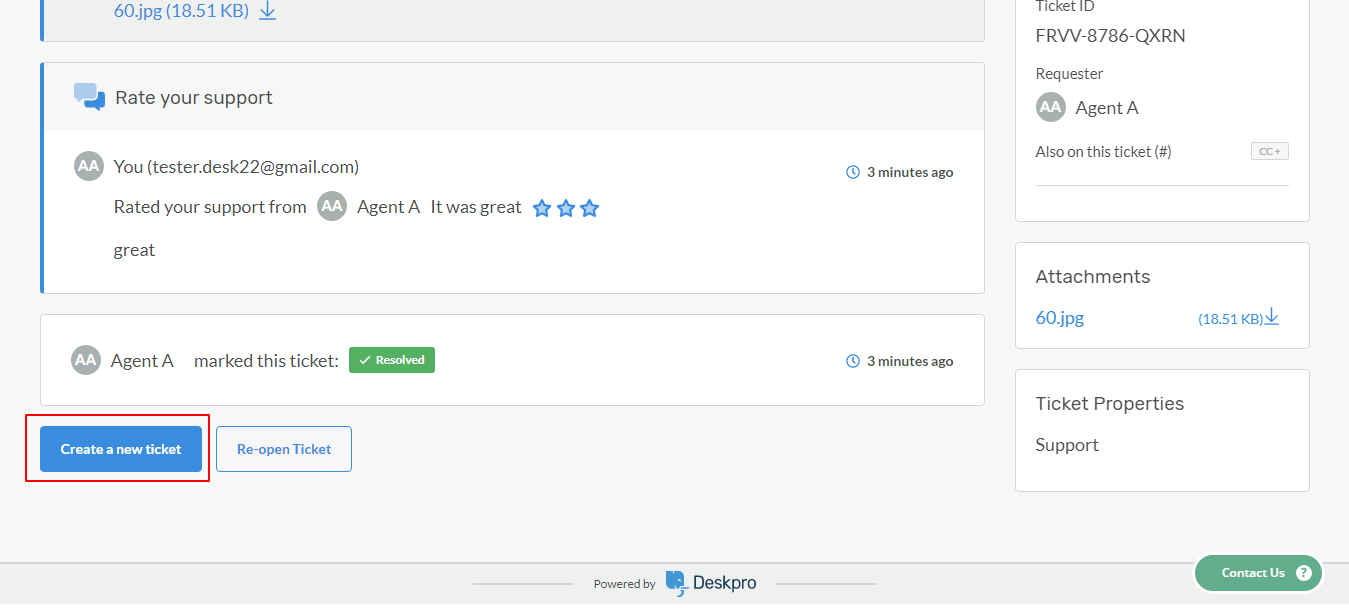 60.jpg (18.51 KB)
Rate your support
AA You (tester.desk22@gmail.com)
3 minutes ago
Rated your support from AA Agent A It was great
great
AA Agent A marked this ticket: Resolved
3 minutes ago
Create a new ticket
Re-open Ticket
Ticket ID
FRVV-8786-QXRN
Requester
AA Agent A
Also on this ticket (#) CC+
Attachments
60.jpg (18.51 KB)
Ticket Properties
Support
Powered by Deskpro
Contact Us ?